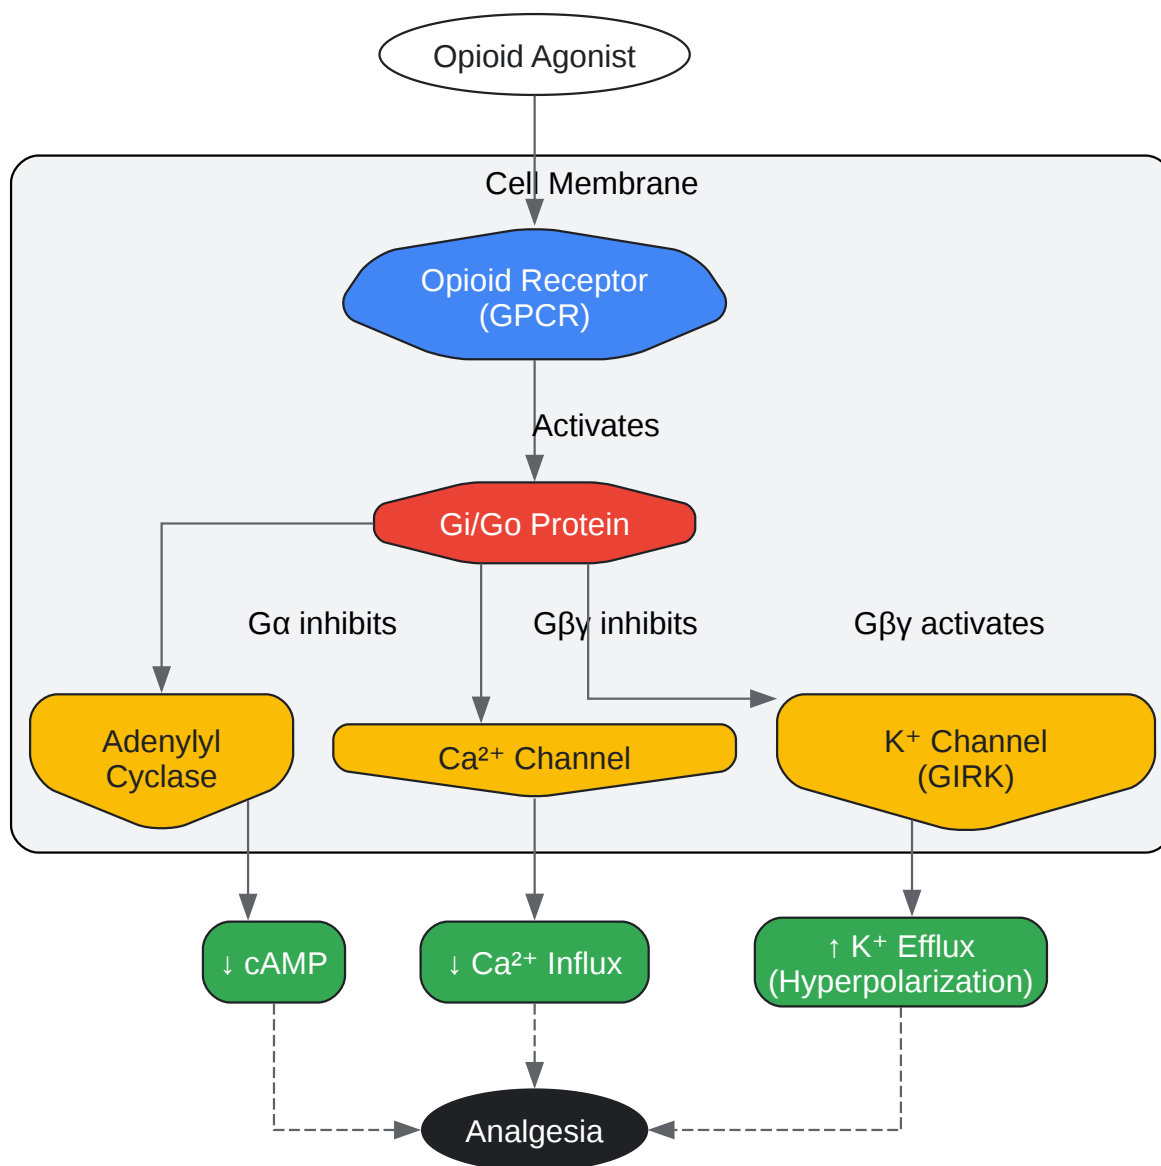 Opioid Agonist
Cell Membrane
Opioid Receptor
(GPCR)
Activates
Gi/Go Protein
Gα inhibits
Gβγ inhibits
Gβγ activates
Adenylyl
Cyclase
Ca²⁺ Channel
K⁺ Channel
(GIRK)
↓ cAMP
↓ Ca²⁺ Influx
↑ K⁺ Efflux
(Hyperpolarization)
Analgesia